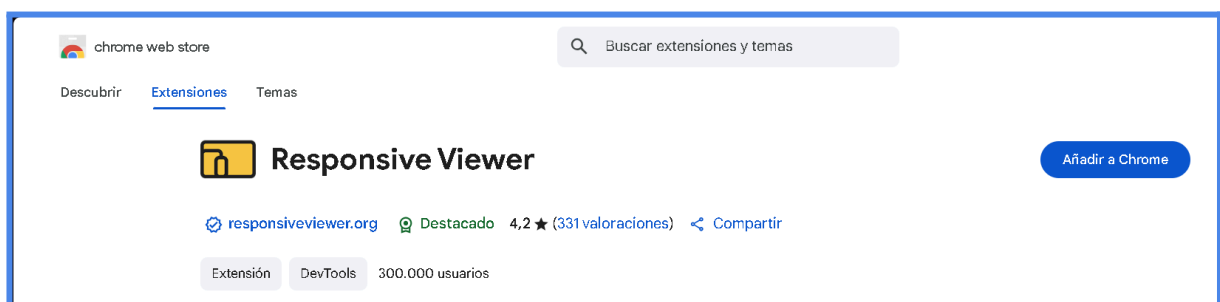 chrome web store
Buscar extensiones y temas
Descubrir Extensiones Temas
Responsive Viewer
Añadir a Chrome
responsiveviewer.org Destacado 4,2 ★ (331 valoraciones) Compartir
Extensión DevTools 300.000 usuarios